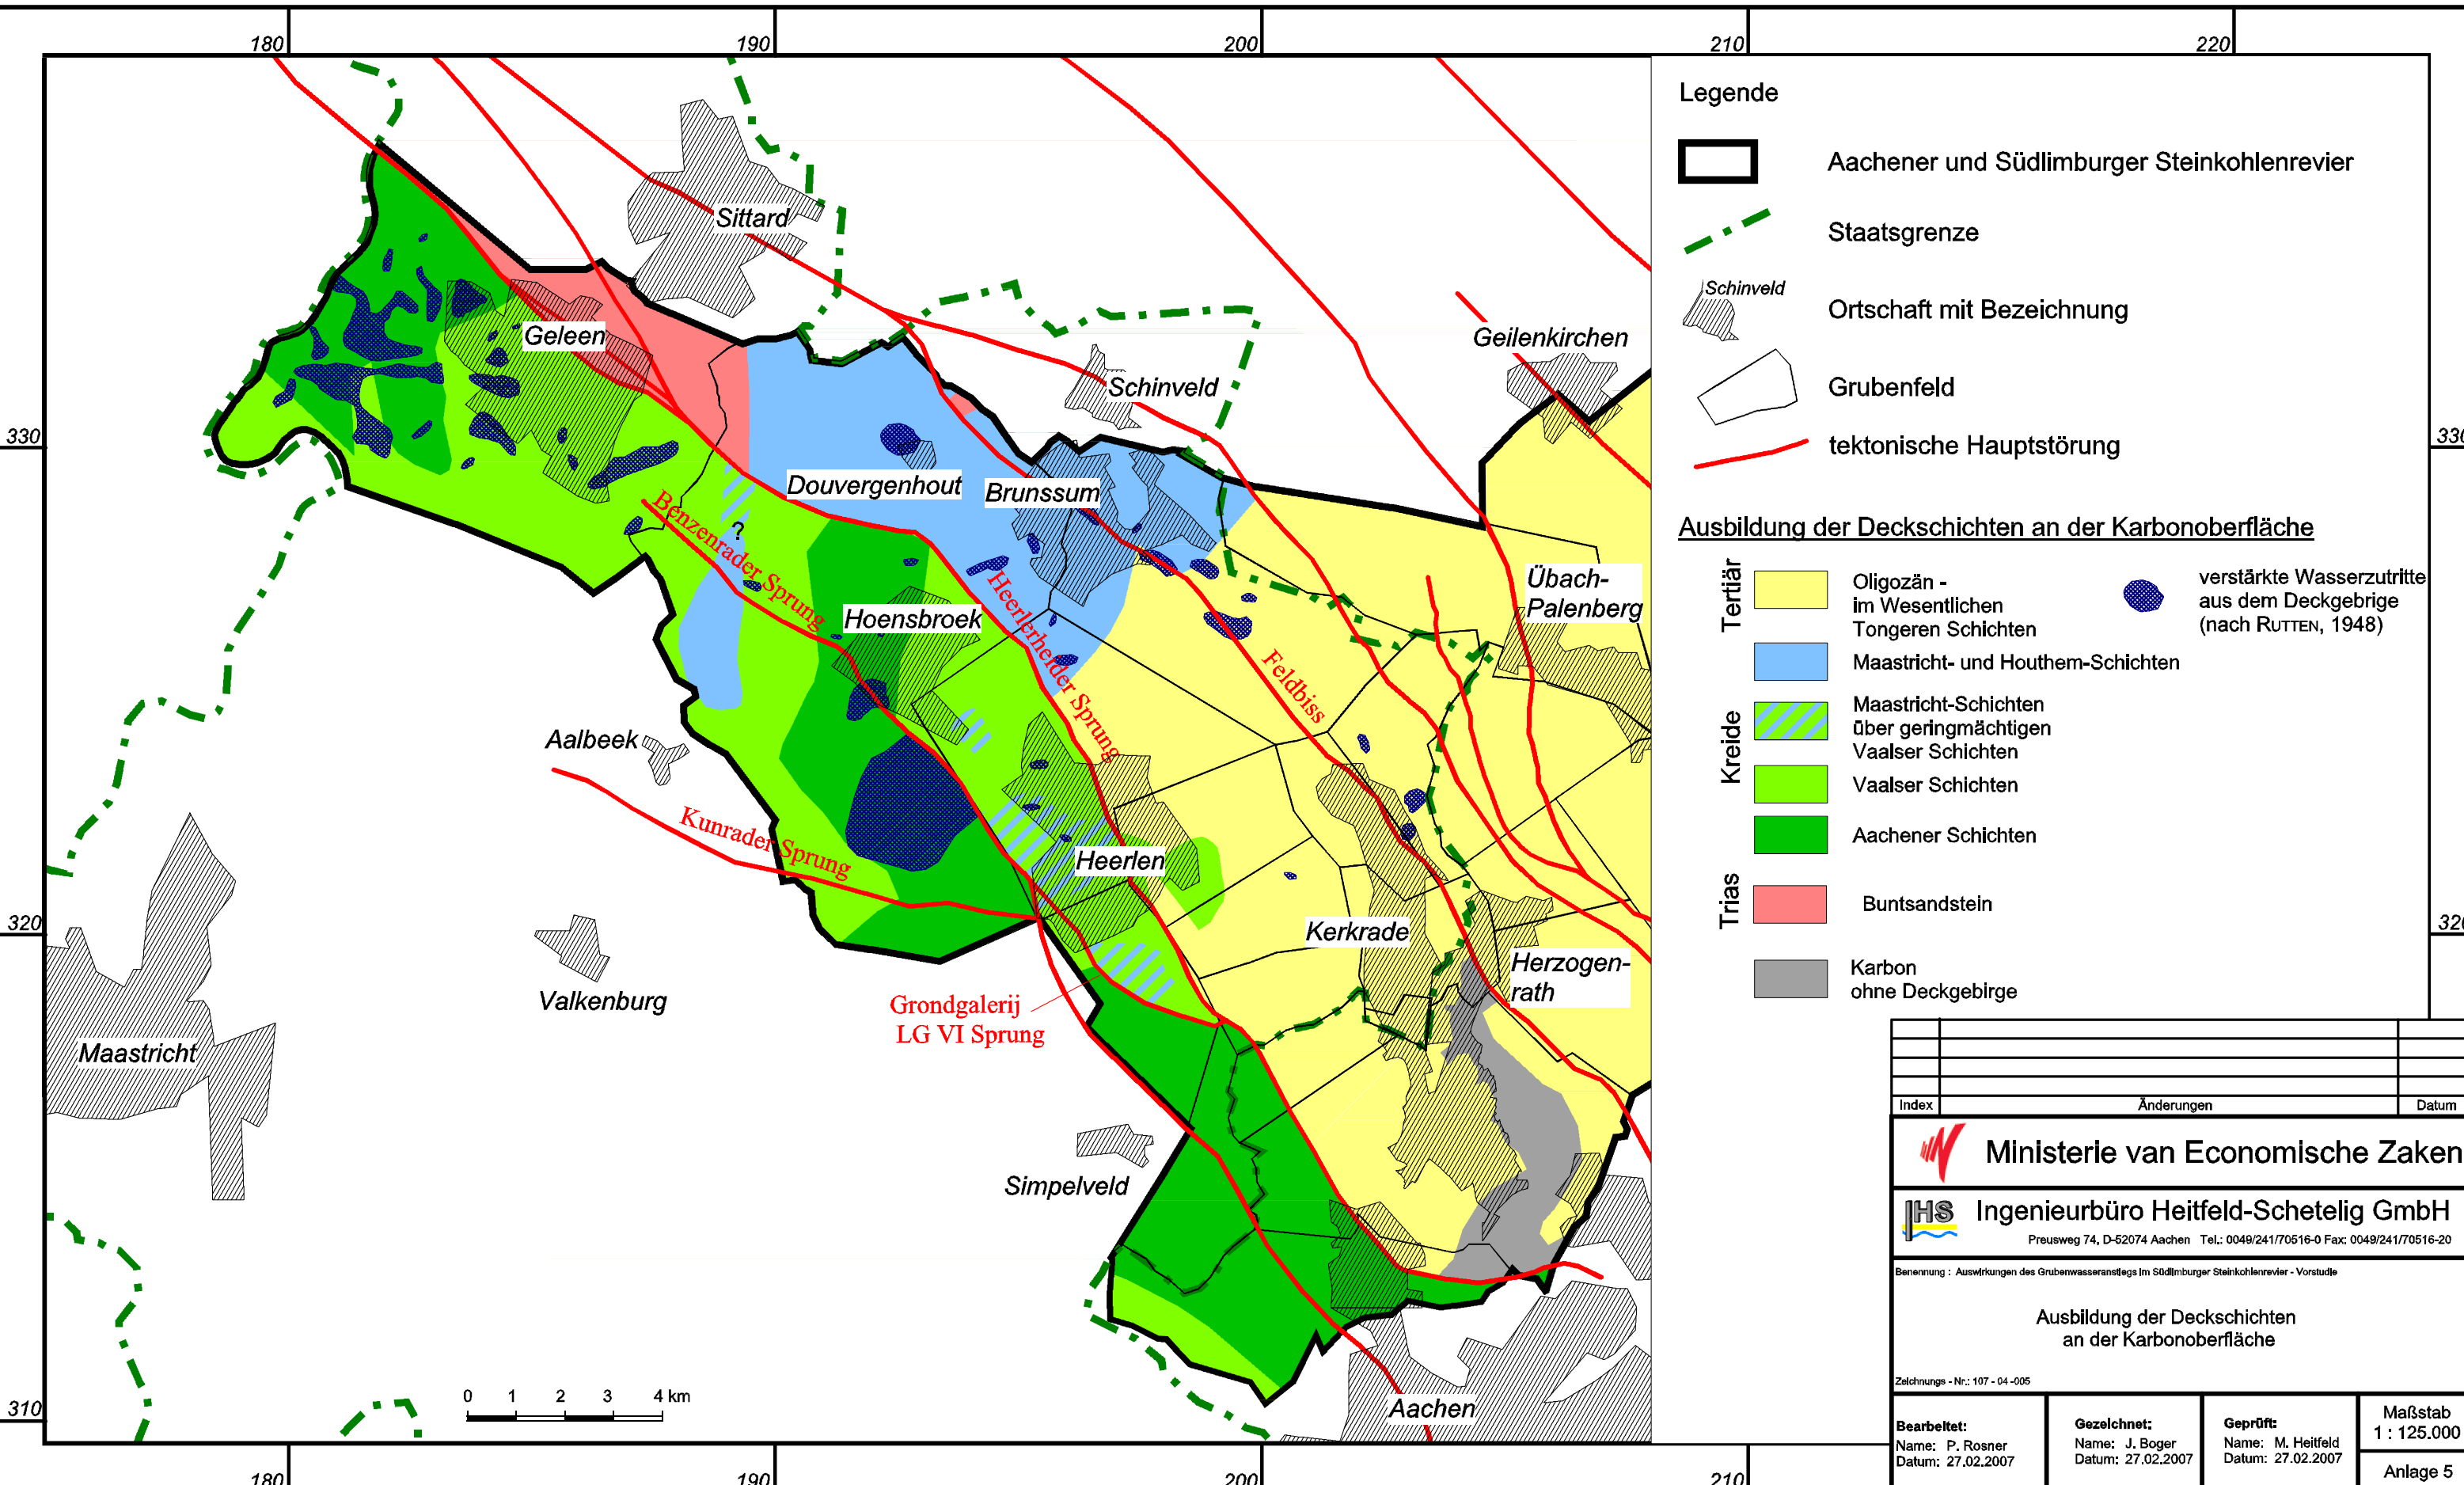 180
190
200
210
220
330
320
310
330
180
190
200
210
Sittard
Geleen
Schinveld
Geilenkirchen
Douvergenhout
Brunssum
Benzenrader Sprung
?
Hoensbroek
Heerlerheider Sprung
Feldbiss
Übach-
Palenberg
Aalbeek
Kunrader Sprung
Heerlen
Kerkrade
Herzogen-
rath
Valkenburg
Grondgalerij
LG VI Sprung
Maastricht
Simpelveld
Aachen
0 1 2 3 4 km
Legende
Aachener und Südlimburger Steinkohlenrevier
Staatsgrenze
Schinveld
Ortschaft mit Bezeichnung
Grubenfeld
tektonische Hauptstörung
Ausbildung der Deckschichten an der Karbonoberfläche
Tertiär
Oligozän -
im Wesentlichen
Tongeren Schichten
verstärkte Wasserzutritte
aus dem Deckgebrige
(nach RUTTEN, 1948)
Maastricht- und Houthem-Schichten
Kreide
Maastricht-Schichten
über geringmächtigen
Vaalser Schichten
Vaalser Schichten
Aachener Schichten
Trias
Buntsandstein
Karbon
ohne Deckgebirge
Index Änderungen Datum
Ministerie van Economische Zaken
IHS
Ingenieurbüro Heitfeld-Schetelig GmbH
Preusweg 74, D-52074 Aachen Tel.: 0049/241/70516-0 Fax: 0049/241/70516-20
Benennung : Auswirkungen des Grubenwasseranstiegs im Südlimburger Steinkohlenrevier - Vorstudie
Ausbildung der Deckschichten
an der Karbonoberfläche
Zeichnungs - Nr.: 107 - 04 -005
Bearbeitet:
Name: P. Rosner
Datum: 27.02.2007
Gezeichnet:
Name: J. Boger
Datum: 27.02.2007
Geprüft:
Name: M. Heitfeld
Datum: 27.02.2007
Maßstab
1 : 125.000
Anlage 5